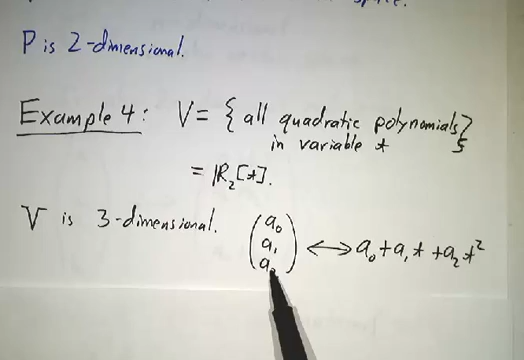 space.
P is 2-dimensional.
Example 4: V = { all quadratic polynomials }
in variable t
= ℝ₂[t].
V is 3-dimensional. (a₀ a₁ a₂) ↔ a₀ + a₁t + a₂t²